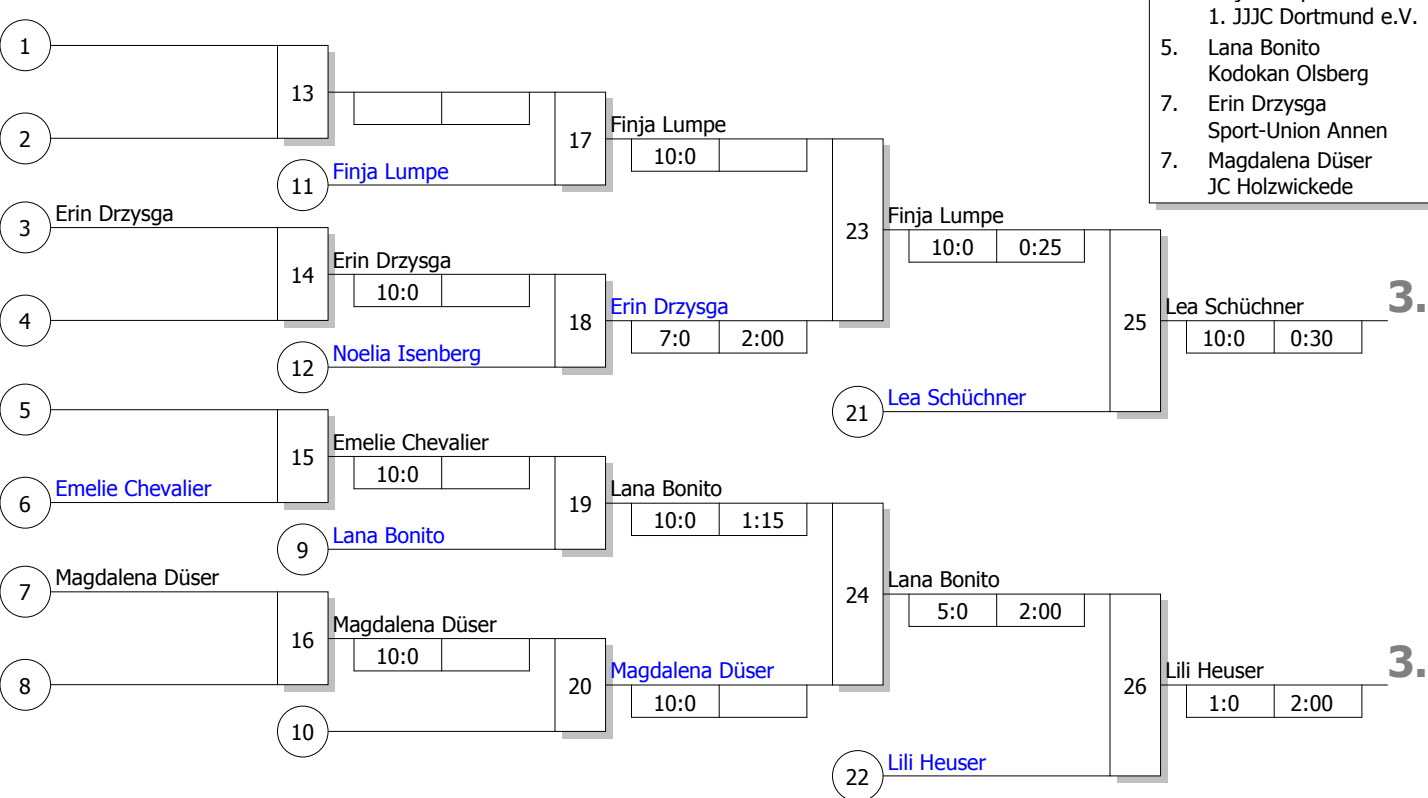 1. JJJC Dortmund e.V.
5. Lana Bonito
Kodokan Olsberg
7. Erin Drzysga
Sport-Union Annen
7. Magdalena Düser
JC Holzwickede
1
13
2
17
Finja Lumpe
10:0
11
Finja Lumpe
3
Erin Drzysga
23
Finja Lumpe
10:0 0:25
14
Erin Drzysga
10:0
4
18
Erin Drzysga
7:0 2:00
12
Noelia Isenberg
25
Lea Schüchner
10:0 0:30
3.
21
Lea Schüchner
5
15
Emelie Chevalier
10:0
6
Emelie Chevalier
19
Lana Bonito
10:0 1:15
9
Lana Bonito
7
Magdalena Düser
24
Lana Bonito
5:0 2:00
16
Magdalena Düser
10:0
8
20
Magdalena Düser
10:0
10
26
Lili Heuser
1:0 2:00
3.
22
Lili Heuser